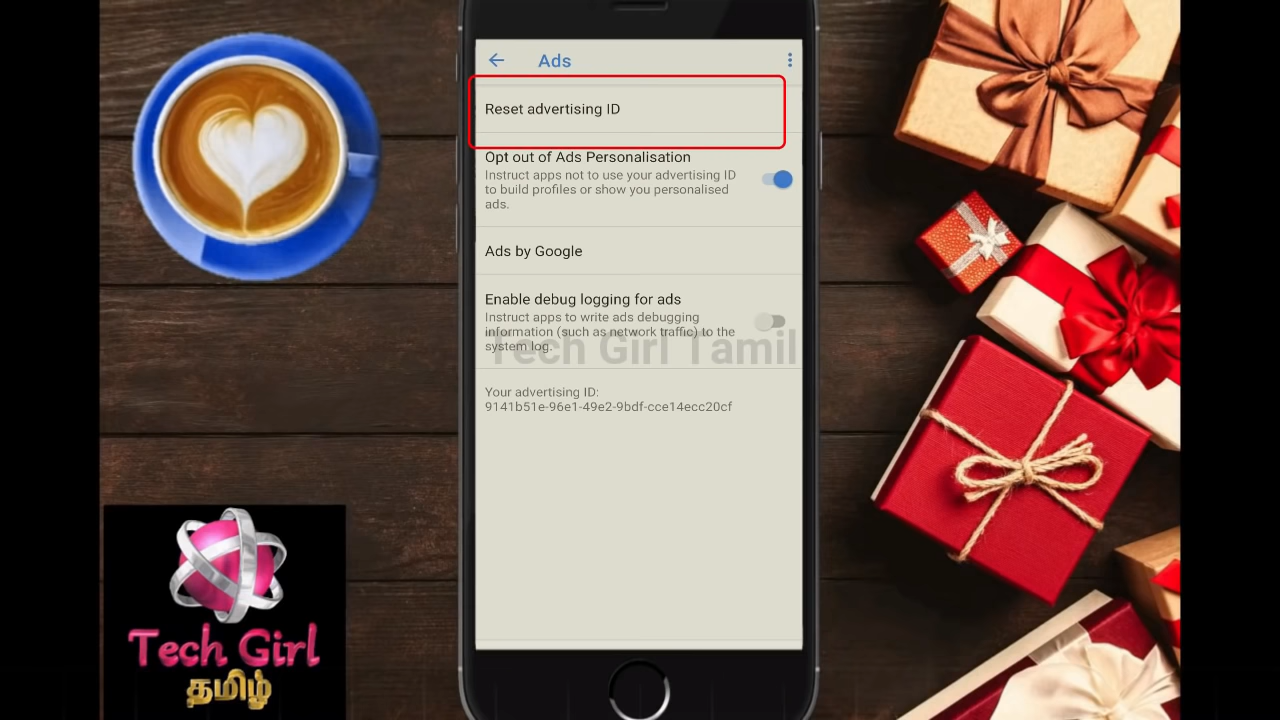 Ads
Reset advertising ID
Opt out of Ads Personalisation
Instruct apps not to use your advertising ID
to build profiles or show you personalised
ads.
Ads by Google
Enable debug logging for ads
Instruct apps to write ads debugging
information (such as network traffic) to the
system log.
Tech Girl Tamil
Your advertising ID:
9141b51e-96e1-49e2-9bdf-cce14ecc20cf
Tech Girl
தமிழ்